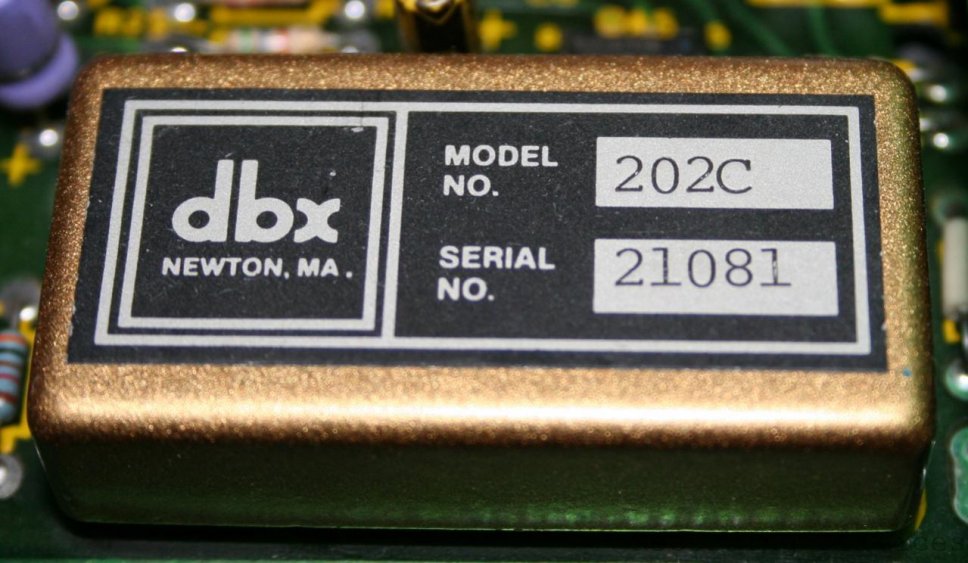 dbx
NEWTON, MA.
MODEL NO. 202C
SERIAL NO. 21081